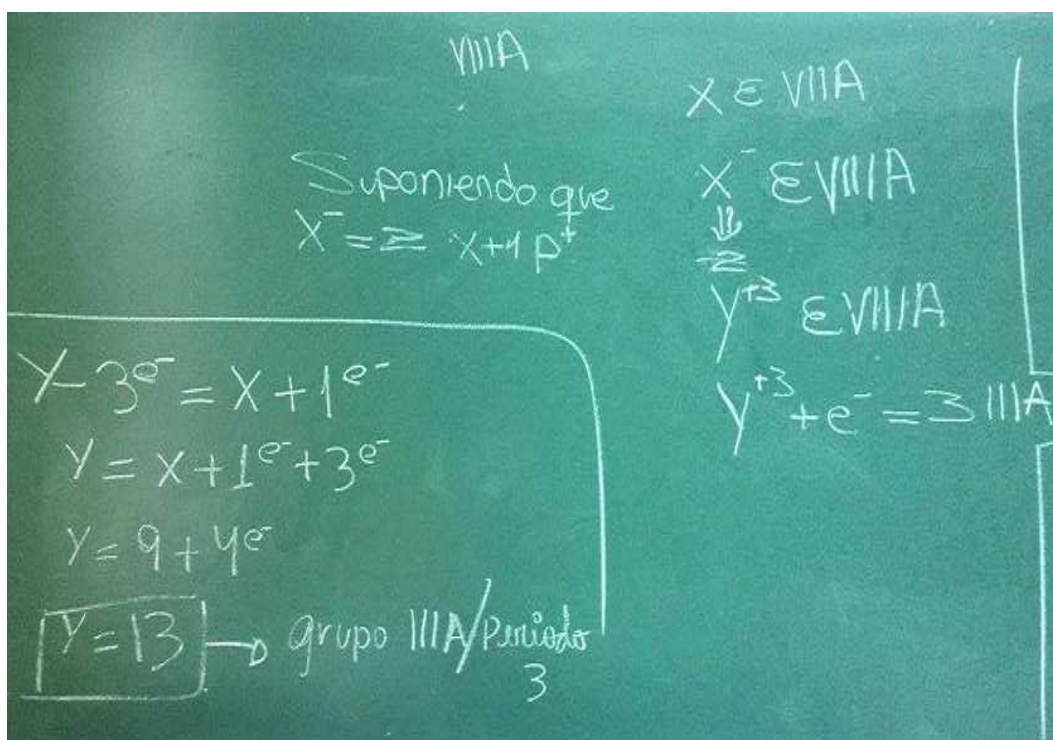 VIIIA
Suponiendo que
X⁻ = Z X+1 p⁺
X ∈ VIIA
X⁻ ∈ VIIIA
⇓
Z
Y⁺³ ∈ VIIIA
Y⁺³ + e⁻ = 3 IIIA
Y - 3e⁻ = X + 1e⁻
Y = X + 1e⁻ + 3e⁻
Y = 9 + 4e⁻
Y = 13 → grupo IIIA/Periodo
3